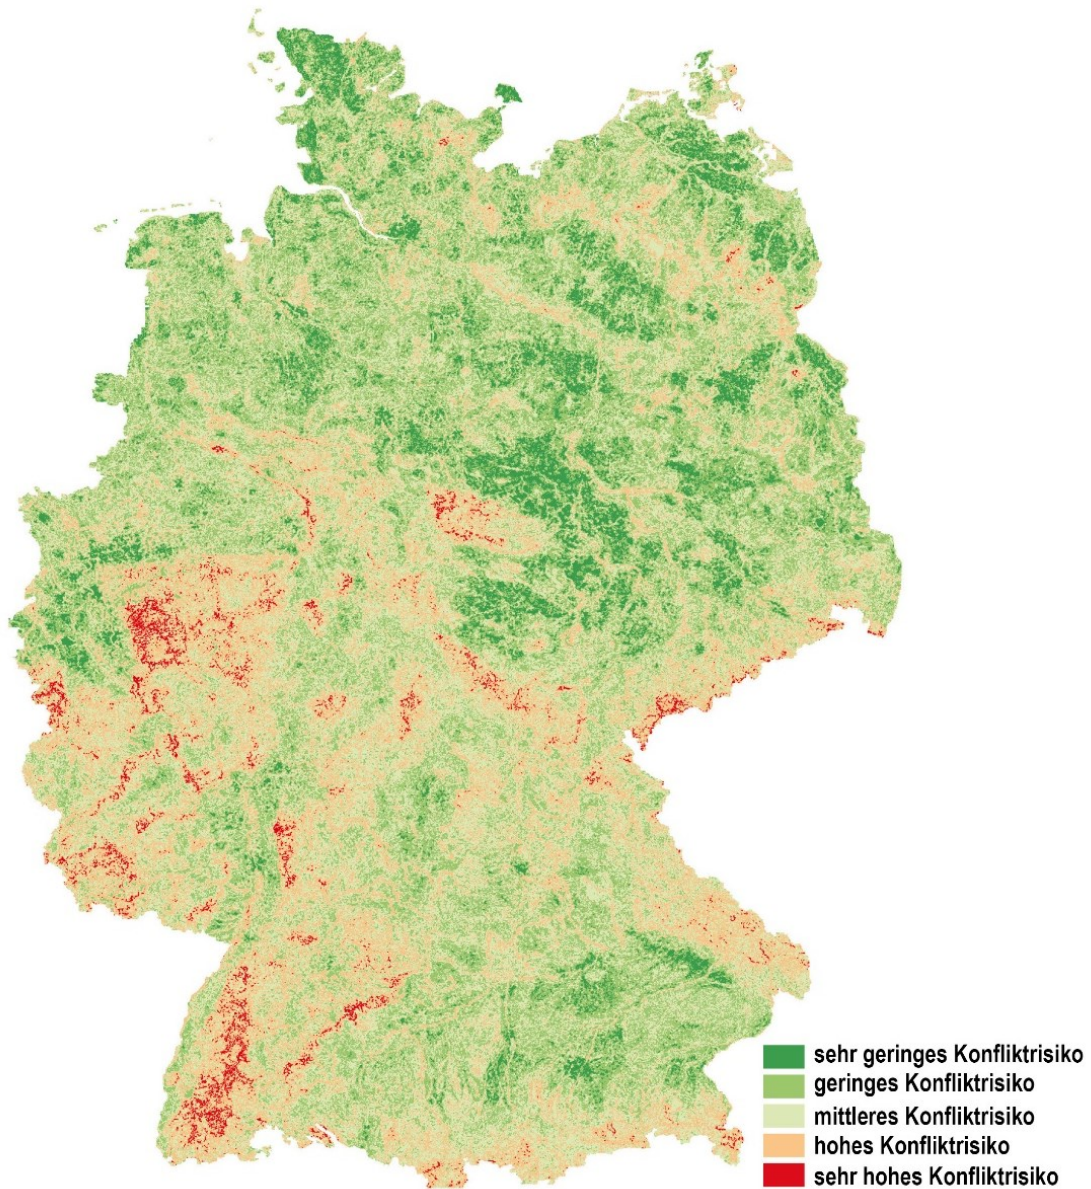 sehr geringes Konfliktrisiko
geringes Konfliktrisiko
mittleres Konfliktrisiko
hohes Konfliktrisiko
sehr hohes Konfliktrisiko